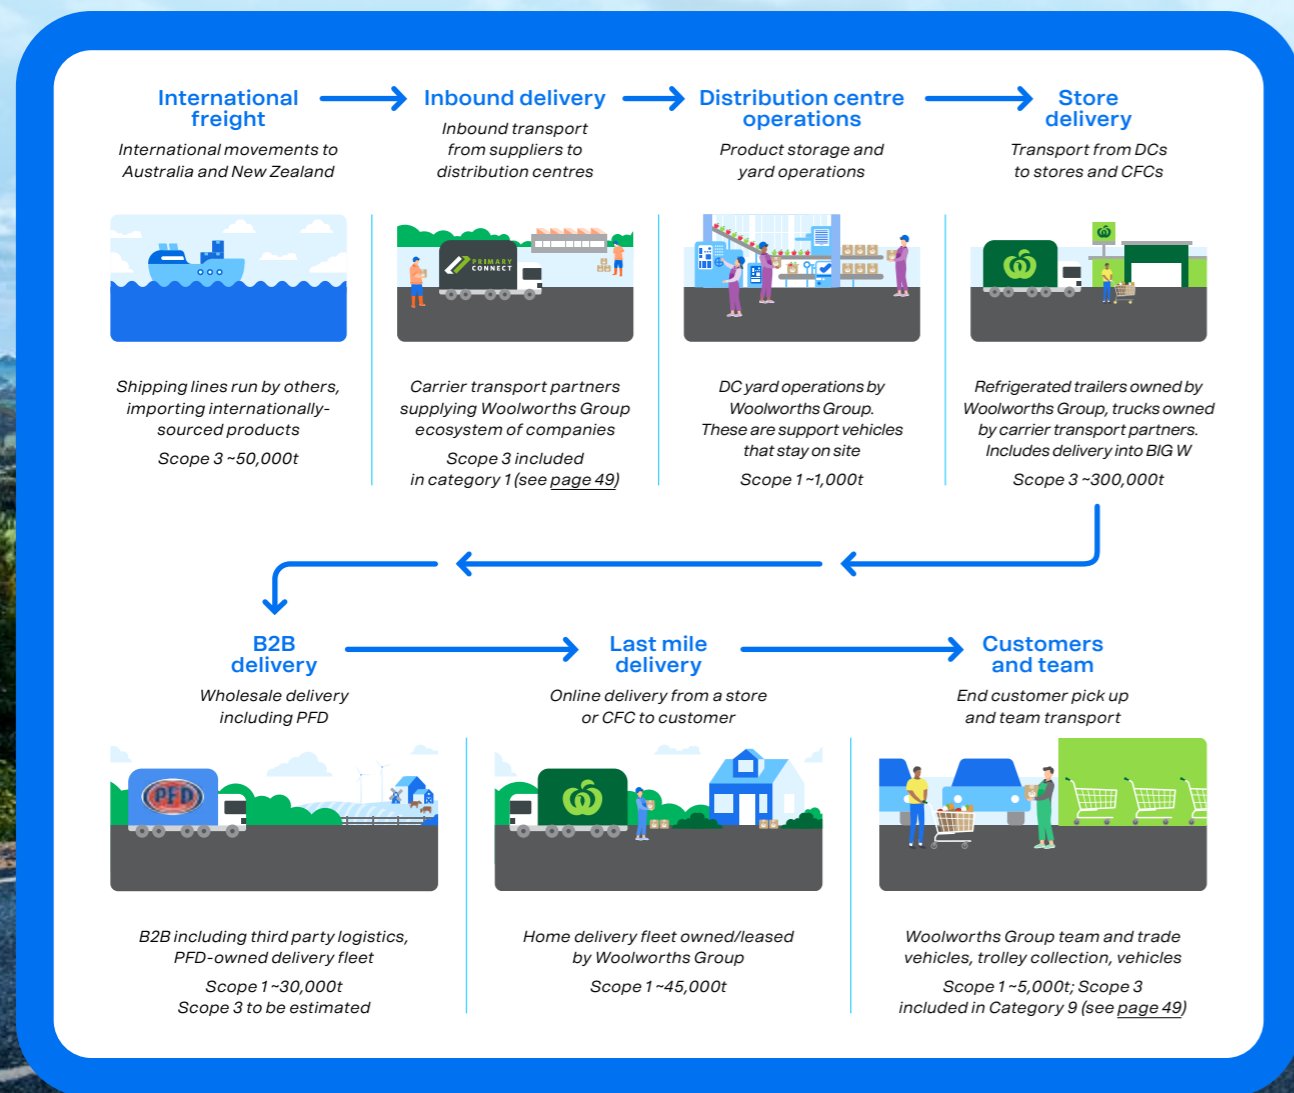 International
freight
International movements to
Australia and New Zealand
Shipping lines run by others,
importing internationally-
sourced products
Scope 3 ~50,000t
Inbound delivery
Inbound transport
from suppliers to
distribution centres
PRIMARY
CONNECT
Carrier transport partners
supplying Woolworths Group
ecosystem of companies
Scope 3 included
in category 1 (see page 49)
Distribution centre
operations
Product storage and
yard operations
DC yard operations by
Woolworths Group.
These are support vehicles
that stay on site
Scope 1 ~1,000t
Store
delivery
Transport from DCs
to stores and CFCs
Refrigerated trailers owned by
Woolworths Group, trucks owned
by carrier transport partners.
Includes delivery into BIG W
Scope 3 ~300,000t
B2B
delivery
Wholesale delivery
including PFD
PFD
B2B including third party logistics,
PFD-owned delivery fleet
Scope 1 ~30,000t
Scope 3 to be estimated
Last mile
delivery
Online delivery from a store
or CFC to customer
Home delivery fleet owned/leased
by Woolworths Group
Scope 1 ~45,000t
Customers
and team
End customer pick up
and team transport
Woolworths Group team and trade
vehicles, trolley collection, vehicles
Scope 1 ~5,000t; Scope 3
included in Category 9 (see page 49)